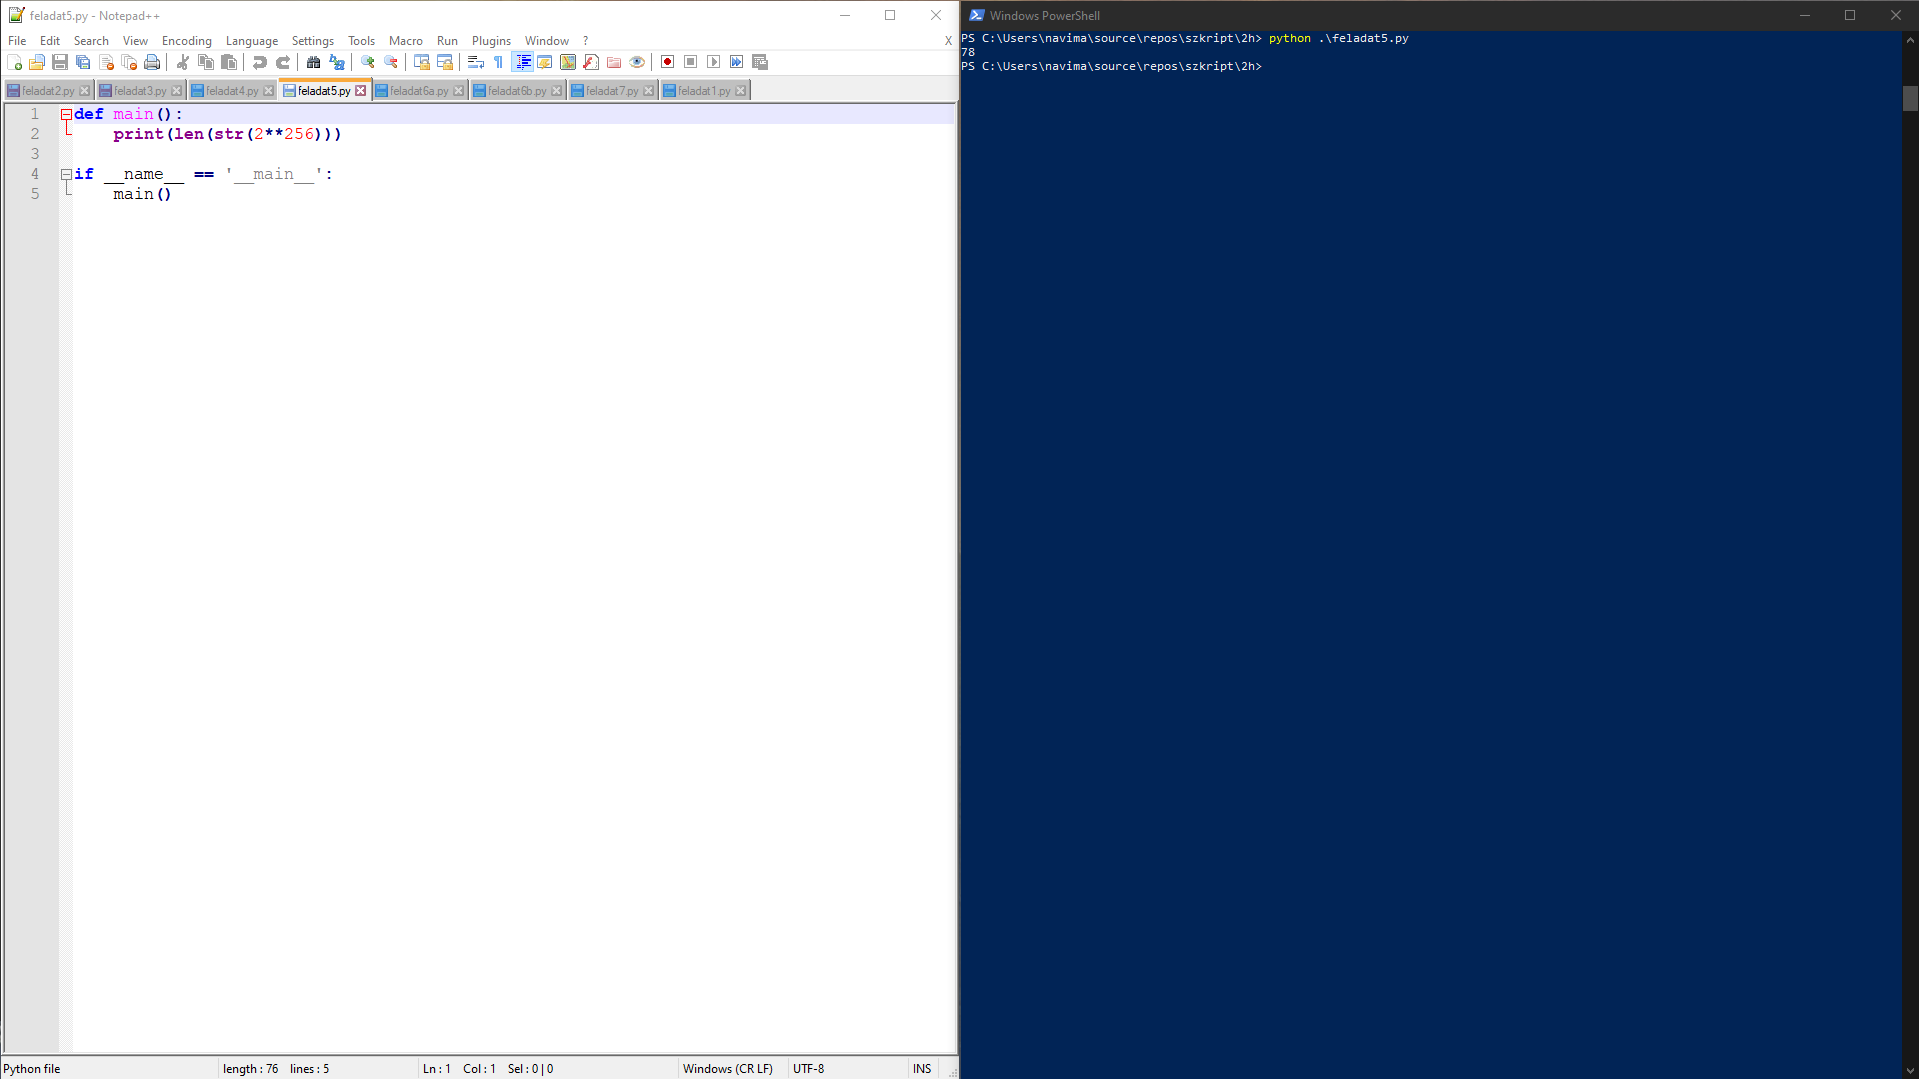 feladat5.py - Notepad++
File Edit Search View Encoding Language Settings Tools Macro Run Plugins Window ? X
feladat2.py feladat3.py feladat4.py feladat5.py feladat6a.py feladat6b.py feladat7.py feladat1.py
1 def main():
2     print(len(str(2**256)))
3
4 if __name__ == '__main__':
5     main()
Python file length : 76 lines : 5 Ln : 1 Col : 1 Sel : 0 | 0 Windows (CR LF) UTF-8 INS
Windows PowerShell
PS C:\Users\navima\source\repos\szkript\2h> python .\feladat5.py
78
PS C:\Users\navima\source\repos\szkript\2h>